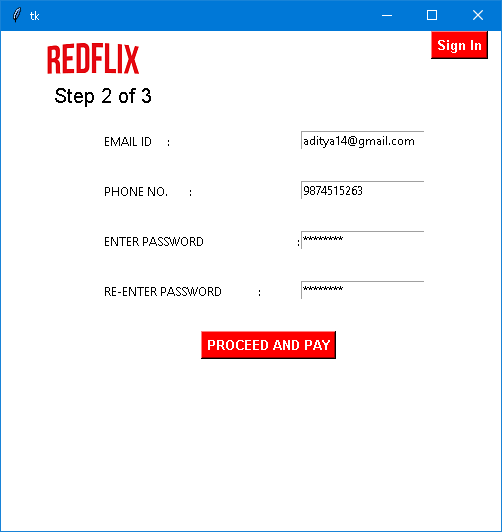 tk
Sign In
REDFLIX
Step 2 of 3
EMAIL ID : aditya14@gmail.com
PHONE NO. : 9874515263
ENTER PASSWORD : ********
RE-ENTER PASSWORD : ********
PROCEED AND PAY